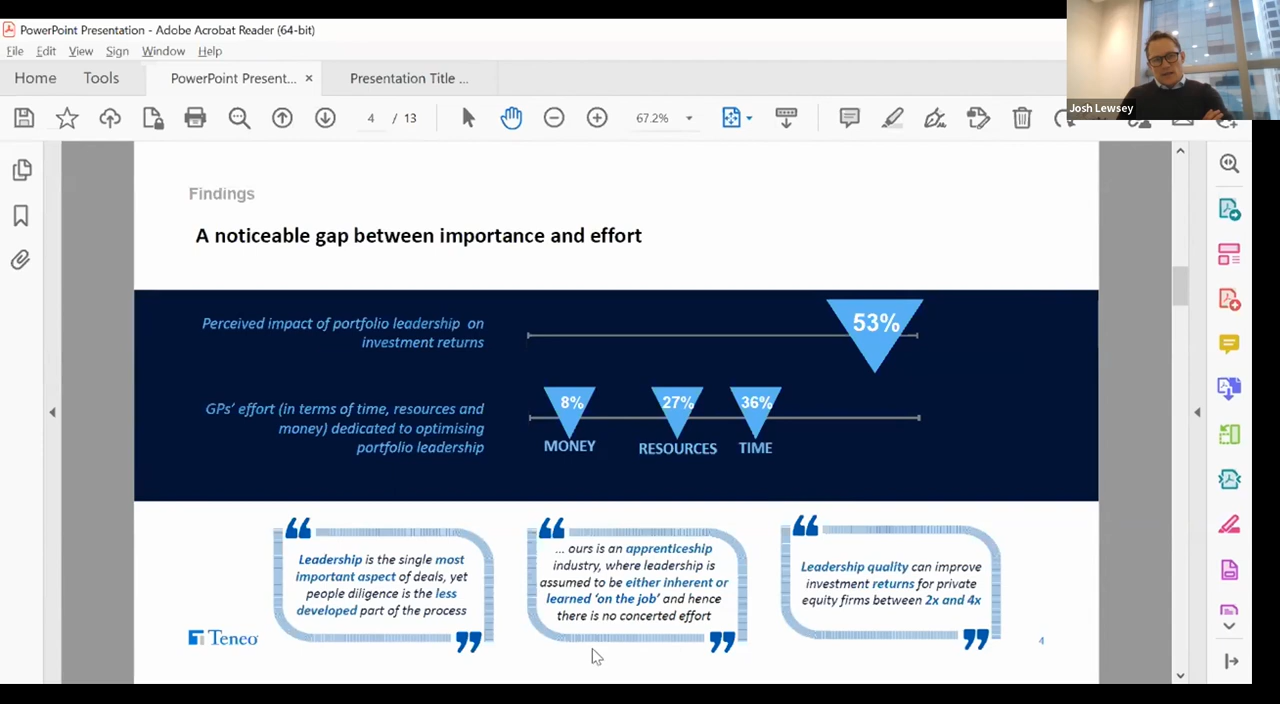 PowerPoint Presentation - Adobe Acrobat Reader (64-bit)
File Edit View Sign Window Help
Home Tools PowerPoint Present... × Presentation Title ...
4 / 13 67.2%
Josh Lewsey
Findings
A noticeable gap between importance and effort
Perceived impact of portfolio leadership on
investment returns
53%
GPs' effort (in terms of time, resources and
money) dedicated to optimising
portfolio leadership
8% 27% 36%
MONEY RESOURCES TIME
“
Leadership is the single most
important aspect of deals, yet
people diligence is the less
developed part of the process
”
“
... ours is an apprenticeship
industry, where leadership is
assumed to be either inherent or
learned ‘on the job’ and hence
there is no concerted effort
”
“
Leadership quality can improve
investment returns for private
equity firms between 2x and 4x
”
Teneo
4